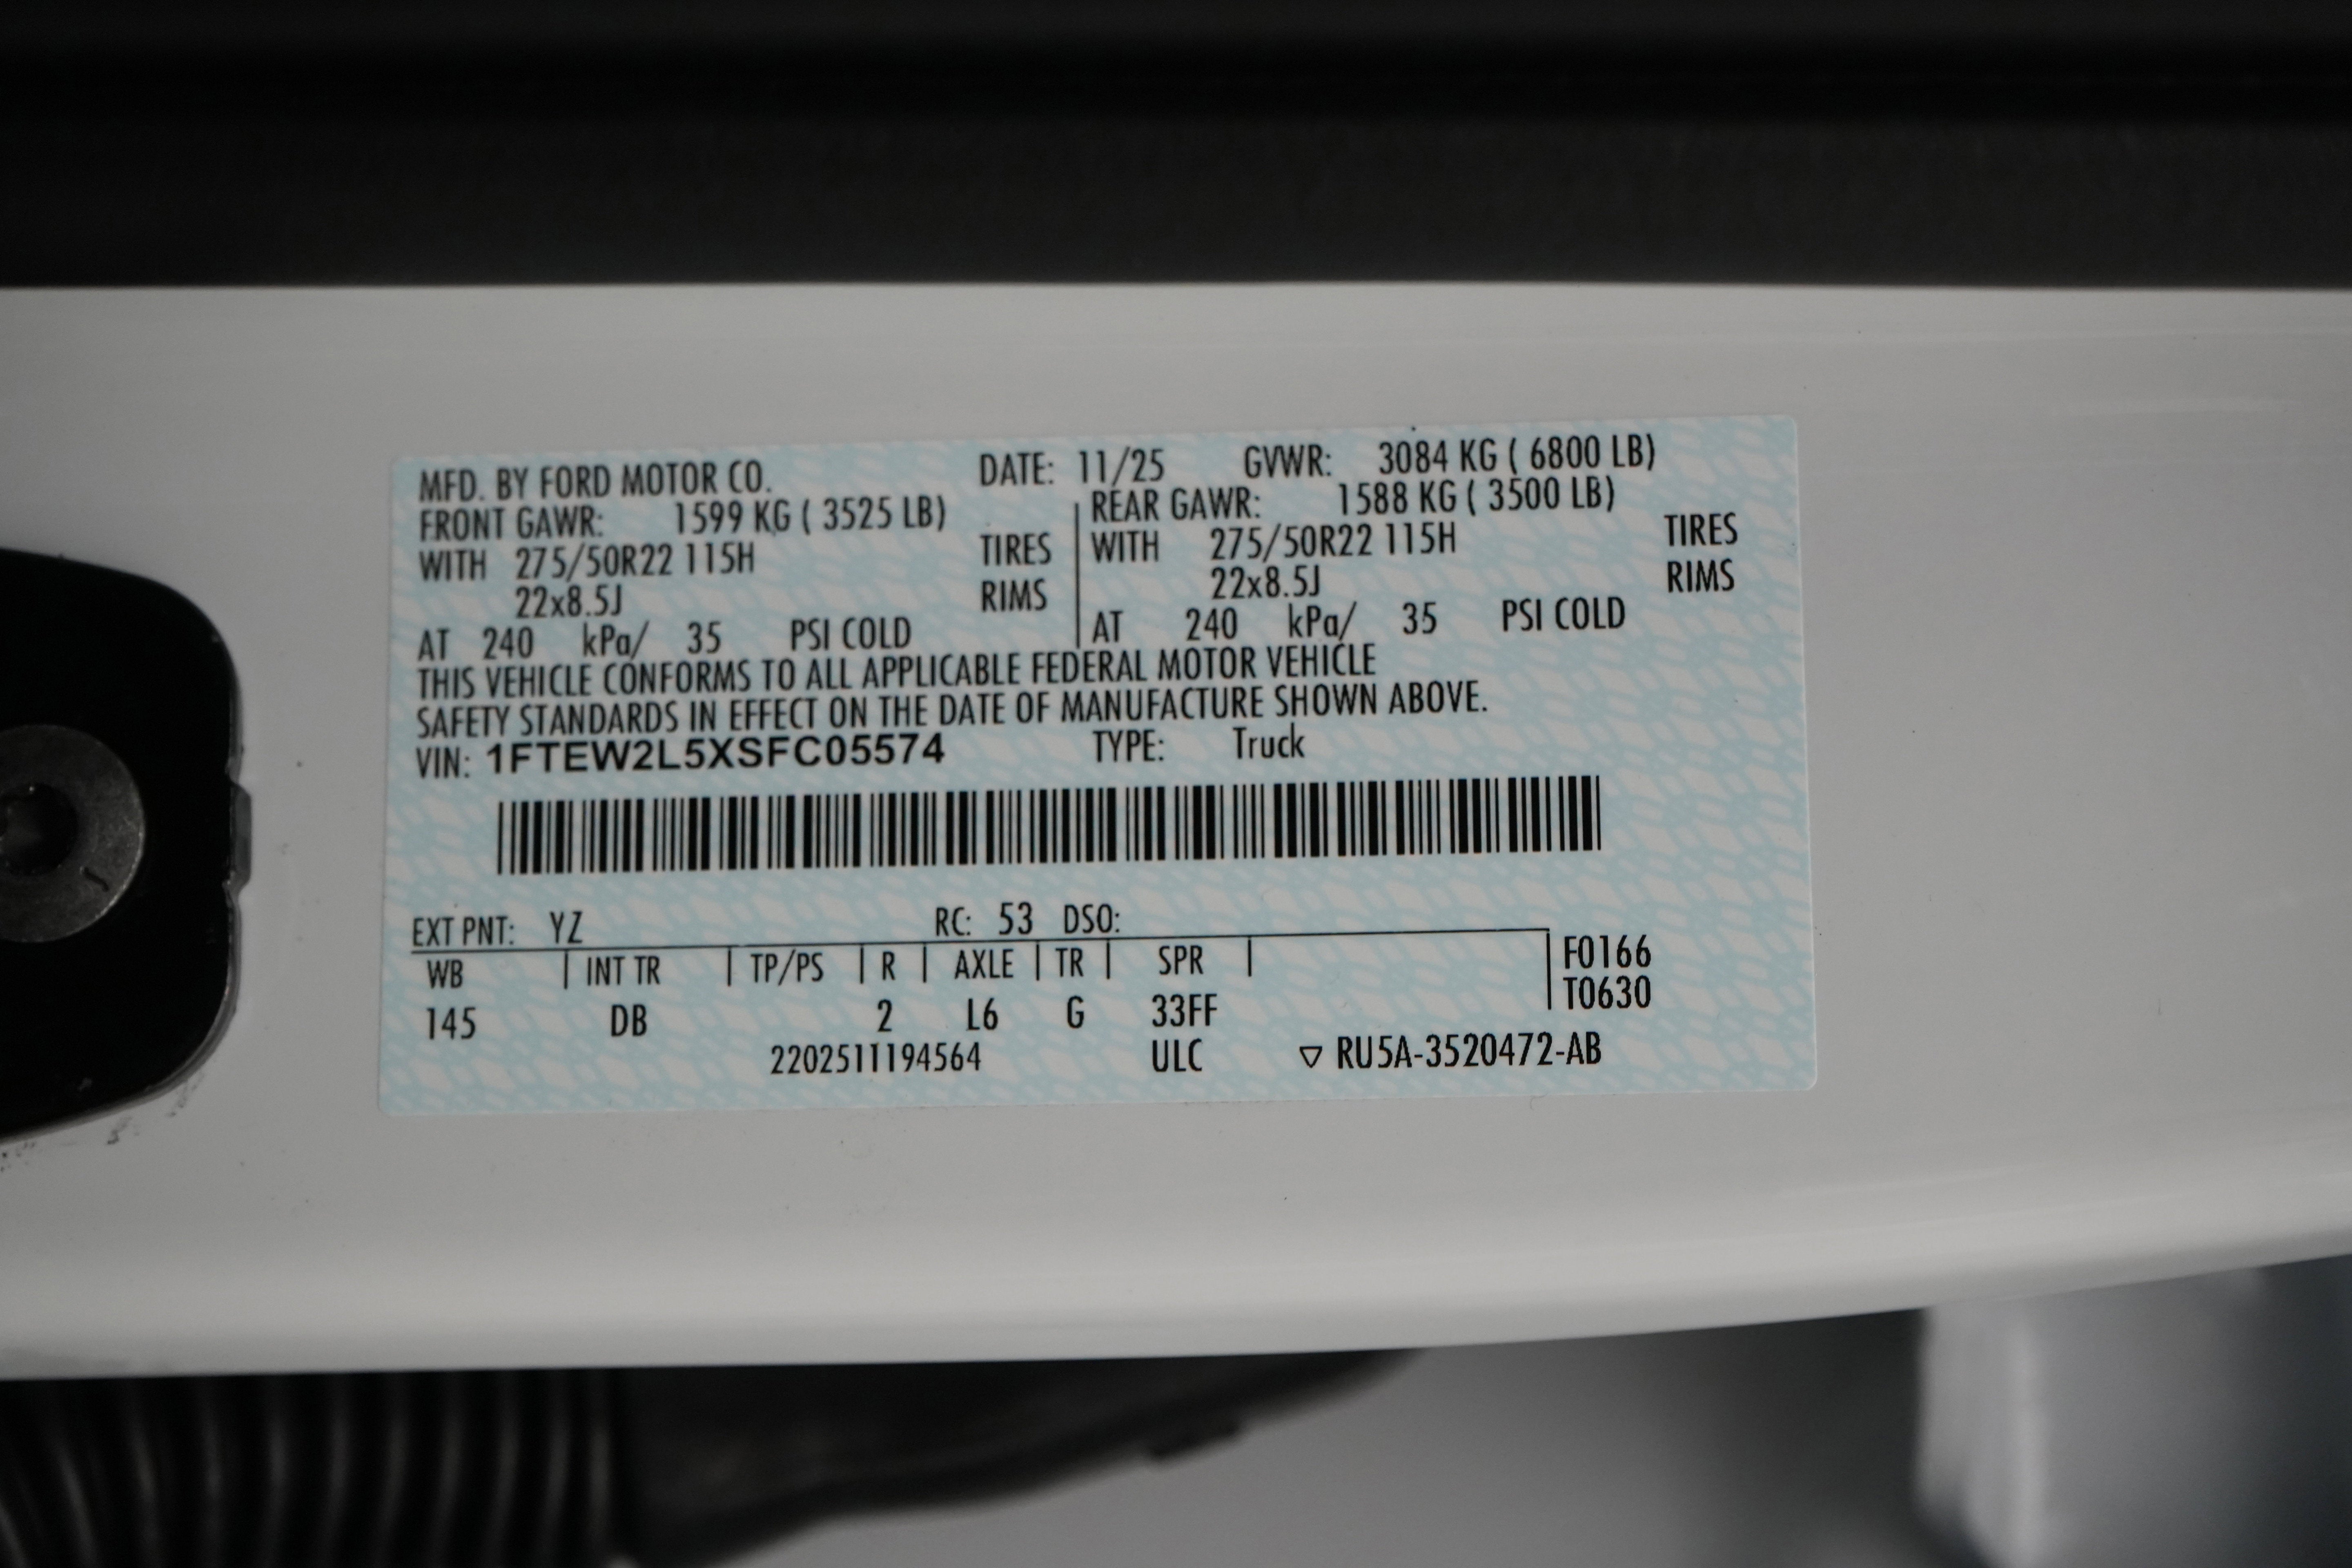 MFD. BY FORD MOTOR CO. DATE: 11/25 GVWR: 3084 KG ( 6800 LB)
FRONT GAWR: 1599 KG ( 3525 LB) REAR GAWR: 1588 KG ( 3500 LB)
WITH 275/50R22 115H TIRES WITH 275/50R22 115H TIRES
22x8.5J RIMS 22x8.5J RIMS
AT 240 kPa/ 35 PSI COLD AT 240 kPa/ 35 PSI COLD
THIS VEHICLE CONFORMS TO ALL APPLICABLE FEDERAL MOTOR VEHICLE
SAFETY STANDARDS IN EFFECT ON THE DATE OF MANUFACTURE SHOWN ABOVE.
VIN: 1FTEW2L5XSFC05574 TYPE: Truck
EXT PNT: YZ RC: 53 DSO:
WB INT TR TP/PS R AXLE TR SPR F0166
145 DB 2 L6 G 33FF T0630
2202511194564 ULC ▽ RU5A-3520472-AB